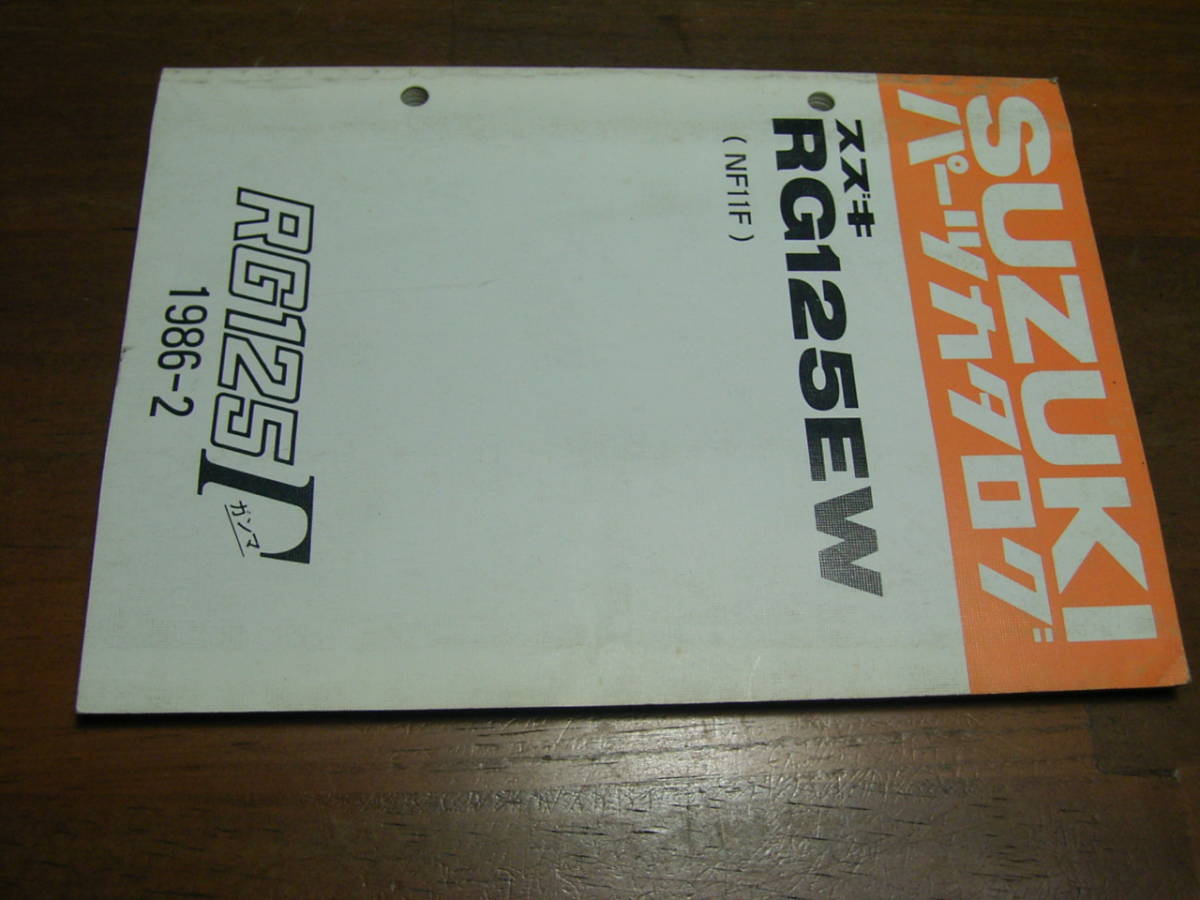 SUZUKI
パーツカタログ
スズキ
RG125EW
(NF11F)
RG125Γ
ガンマ
1986-2